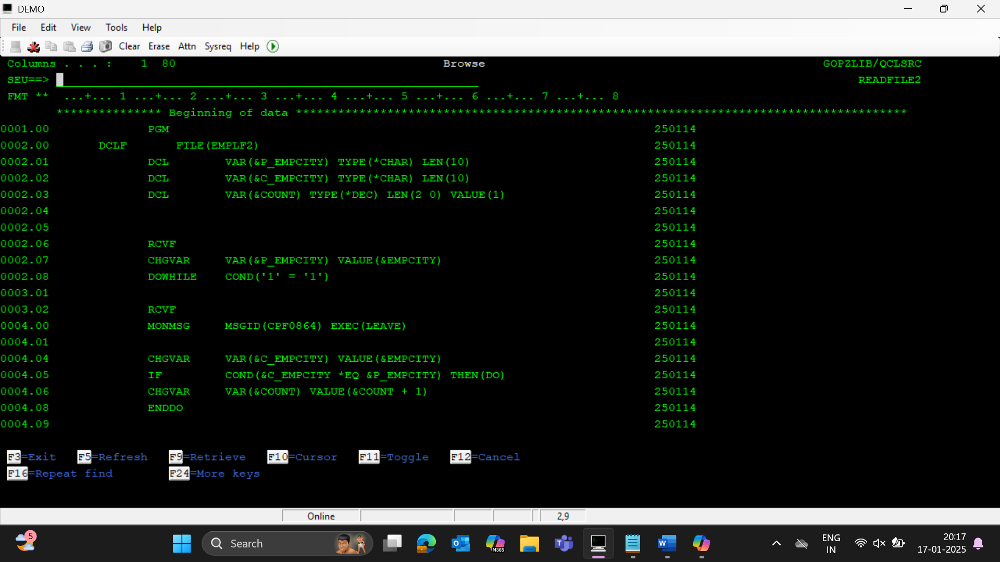 DEMO
File Edit View Tools Help
Clear Erase Attn Sysreq Help
Columns . . . : 1 80 Browse GOPZLIB/QCLSRC
SEU==> READFILE2
FMT ** ...+... 1 ...+... 2 ...+... 3 ...+... 4 ...+... 5 ...+... 6 ...+... 7 ...+... 8
*************** Beginning of data ***************************************************************************************
0001.00 PGM 250114
0002.00 DCLF FILE(EMPLF2) 250114
0002.01 DCL VAR(&P_EMPCITY) TYPE(*CHAR) LEN(10) 250114
0002.02 DCL VAR(&C_EMPCITY) TYPE(*CHAR) LEN(10) 250114
0002.03 DCL VAR(&COUNT) TYPE(*DEC) LEN(2 0) VALUE(1) 250114
0002.04 250114
0002.05 250114
0002.06 RCVF 250114
0002.07 CHGVAR VAR(&P_EMPCITY) VALUE(&EMPCITY) 250114
0002.08 DOWHILE COND('1' = '1') 250114
0003.01 250114
0003.02 RCVF 250114
0004.00 MONMSG MSGID(CPF0864) EXEC(LEAVE) 250114
0004.01 250114
0004.04 CHGVAR VAR(&C_EMPCITY) VALUE(&EMPCITY) 250114
0004.05 IF COND(&C_EMPCITY *EQ &P_EMPCITY) THEN(DO) 250114
0004.06 CHGVAR VAR(&COUNT) VALUE(&COUNT + 1) 250114
0004.08 ENDDO 250114
0004.09 250114
F3=Exit F5=Refresh F9=Retrieve F10=Cursor F11=Toggle F12=Cancel
F16=Repeat find F24=More keys
Online 2,9
5 Search M365 ENG 20:17
IN 17-01-2025